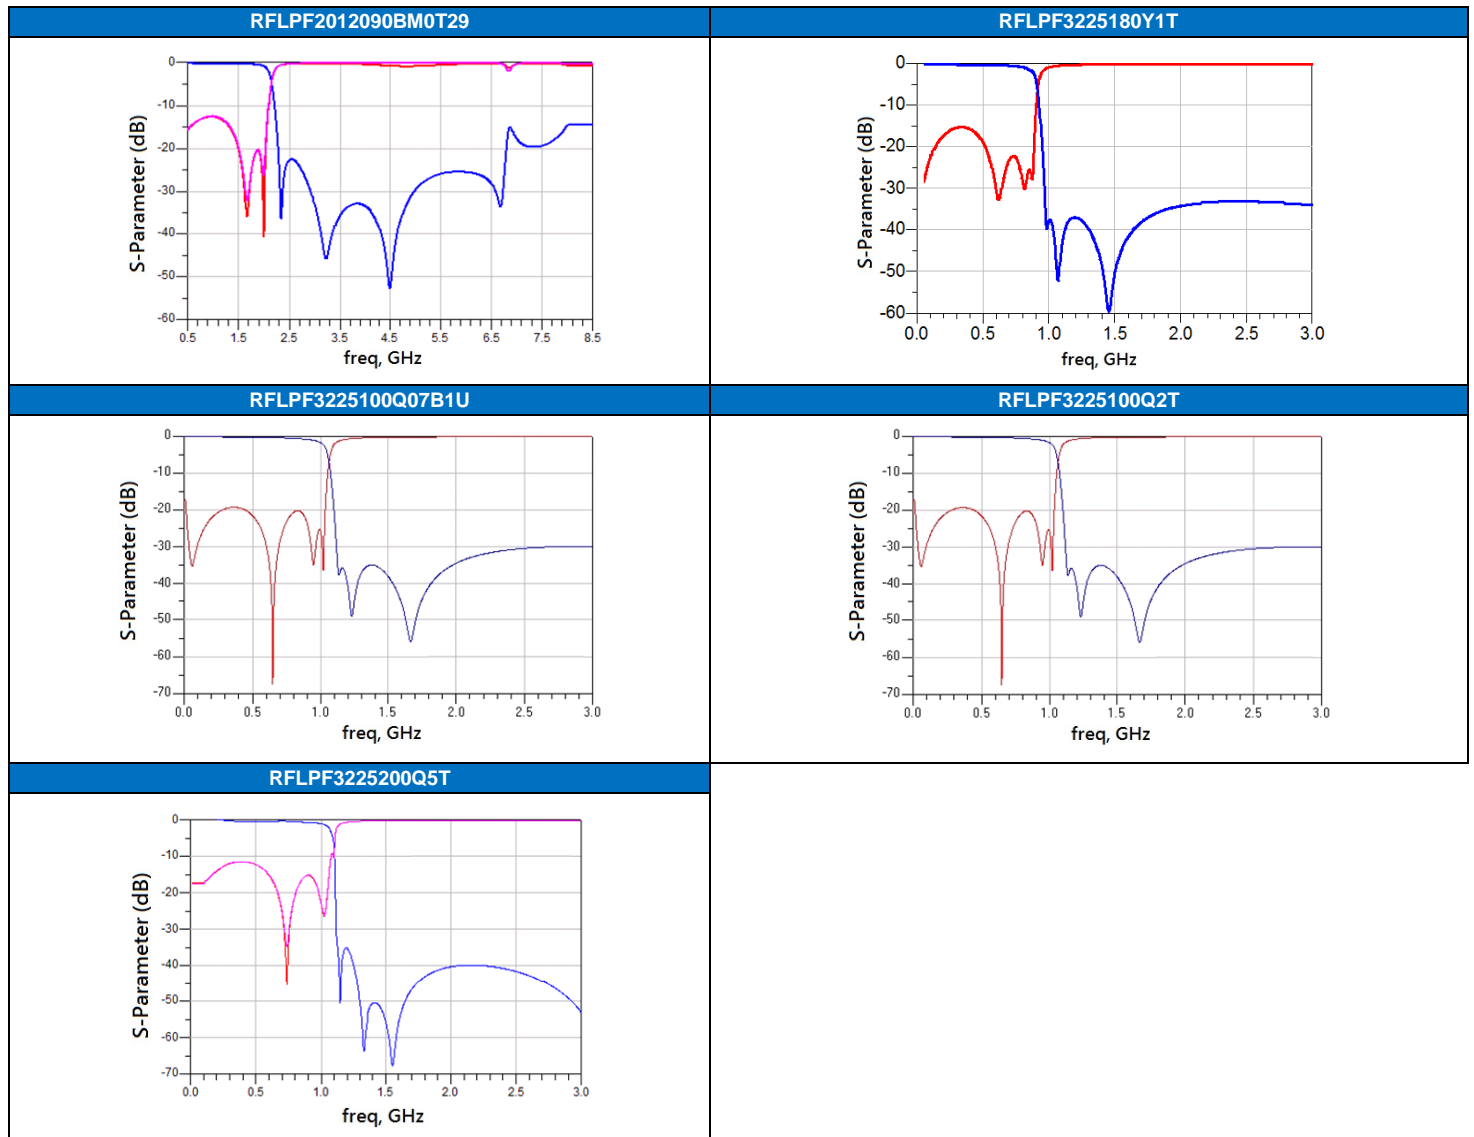 RFLPF2012090BM0T29
RFLPF3225180Y1T
0
-10
-20
-30
-40
-50
-60
S-Parameter (dB)
0.5 1.5 2.5 3.5 4.5 5.5 6.5 7.5 8.5
freq, GHz
0
-10
-20
-30
-40
-50
-60
S-Parameter (dB)
0.0 0.5 1.0 1.5 2.0 2.5 3.0
freq, GHz
RFLPF3225100Q07B1U
RFLPF3225100Q2T
0
-10
-20
-30
-40
-50
-60
-70
S-Parameter (dB)
0.0 0.5 1.0 1.5 2.0 2.5 3.0
freq, GHz
0
-10
-20
-30
-40
-50
-60
-70
S-Parameter (dB)
0.0 0.5 1.0 1.5 2.0 2.5 3.0
freq, GHz
RFLPF3225200Q5T
0
-10
-20
-30
-40
-50
-60
-70
S-Parameter (dB)
0.0 0.5 1.0 1.5 2.0 2.5 3.0
freq, GHz